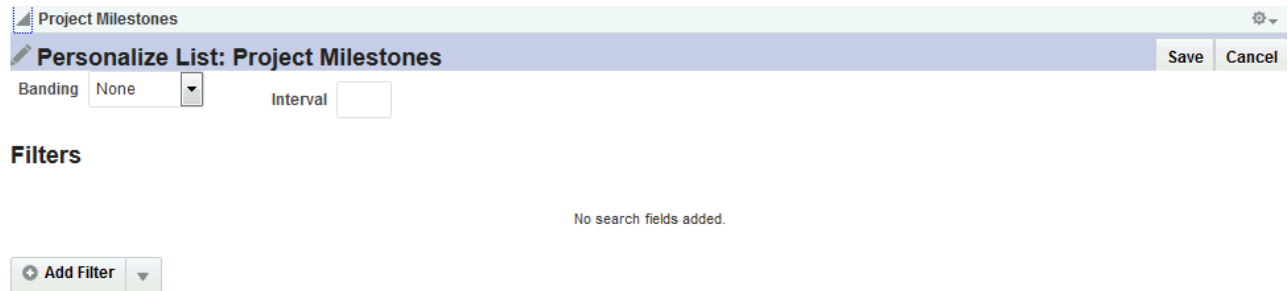 Project Milestones
Personalize List: Project Milestones Save Cancel
Banding None Interval
Filters
No search fields added.
Add Filter